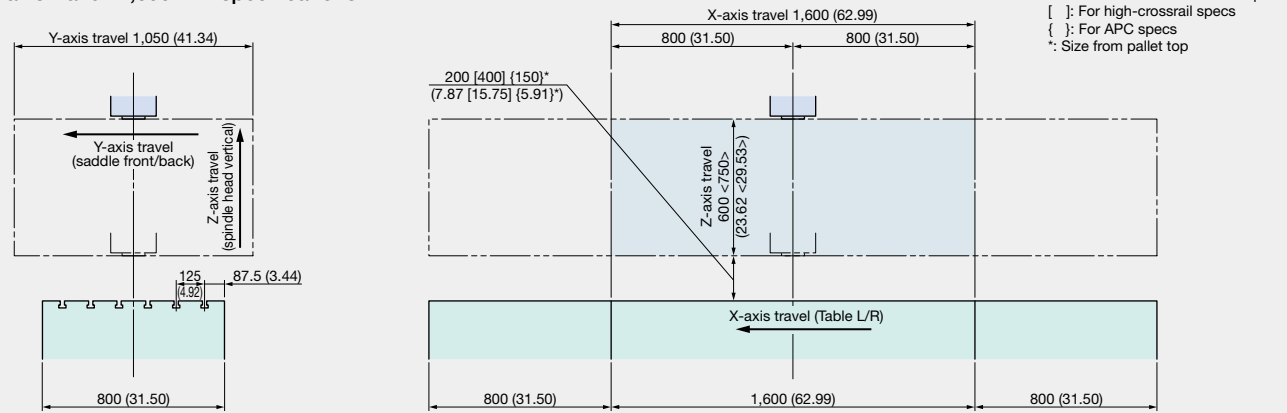 [ ]: For high-crossrail specs
{ }: For APC specs
*: Size from pallet top
Y-axis travel 1,050 (41.34)
Y-axis travel
(saddle front/back)
Z-axis travel
(spindle head vertical)
125
(4.92)
87.5 (3.44)
800 (31.50)
X-axis travel 1,600 (62.99)
800 (31.50)
800 (31.50)
200 [400] {150}*
(7.87 [15.75] {5.91}*)
Z-axis travel
600 <750>
(23.62 <29.53>)
X-axis travel (Table L/R)
800 (31.50)
1,600 (62.99)
800 (31.50)